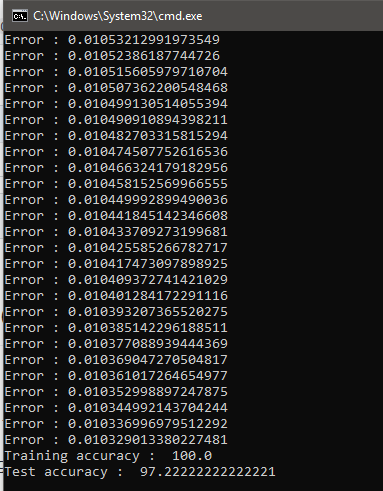 C:\Windows\System32\cmd.exe
Error : 0.01053212991973549
Error : 0.01052386187744726
Error : 0.010515605979710704
Error : 0.010507362200548468
Error : 0.010499130514055394
Error : 0.010490910894398211
Error : 0.010482703315815294
Error : 0.010474507752616536
Error : 0.010466324179182956
Error : 0.010458152569966555
Error : 0.010449992899490036
Error : 0.010441845142346608
Error : 0.010433709273199681
Error : 0.010425585266782717
Error : 0.010417473097898925
Error : 0.010409372741421029
Error : 0.010401284172291116
Error : 0.010393207365520275
Error : 0.010385142296188511
Error : 0.010377088939444369
Error : 0.010369047270504817
Error : 0.010361017264654977
Error : 0.010352998897247875
Error : 0.010344992143704244
Error : 0.010336996979512292
Error : 0.010329013380227481
Training accuracy :  100.0
Test accuracy :  97.22222222222221